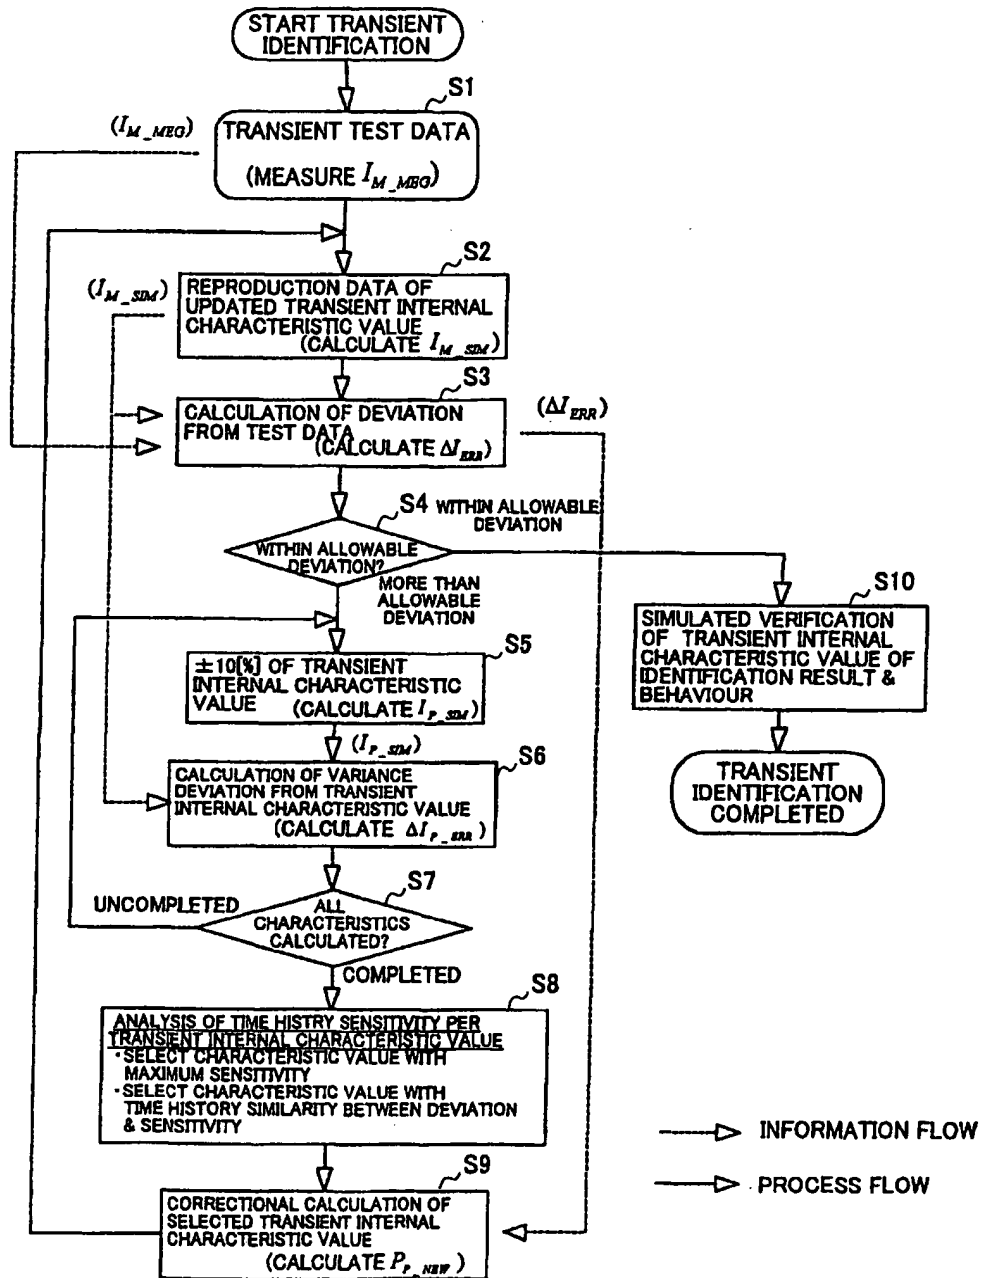 START TRANSIENT
IDENTIFICATION
S1
(I_M_MEG)
TRANSIENT TEST DATA
(MEASURE I_M_MEG)
S2
(I_M_SIM)
REPRODUCTION DATA OF
UPDATED TRANSIENT INTERNAL
CHARACTERISTIC VALUE
(CALCULATE I_M_SIM)
S3
CALCULATION OF DEVIATION
FROM TEST DATA
(CALCULATE ΔI_ERR)
(ΔI_ERR)
S4
WITHIN ALLOWABLE
DEVIATION
WITHIN ALLOWABLE
DEVIATION?
MORE THAN
ALLOWABLE
DEVIATION
S10
SIMULATED VERIFICATION
OF TRANSIENT INTERNAL
CHARACTERISTIC VALUE OF
IDENTIFICATION RESULT &
BEHAVIOUR
S5
±10[%] OF TRANSIENT
INTERNAL CHARACTERISTIC
VALUE (CALCULATE I_P_SIM)
(I_P_SIM)
S6
CALCULATION OF VARIANCE
DEVIATION FROM TRANSIENT
INTERNAL CHARACTERISTIC VALUE
(CALCULATE ΔI_P_ERR)
TRANSIENT
IDENTIFICATION
COMPLETED
S7
UNCOMPLETED
ALL
CHARACTERISTICS
CALCULATED?
COMPLETED
S8
ANALYSIS OF TIME HISTRY SENSITIVITY PER
TRANSIENT INTERNAL CHARACTERISTIC VALUE
・SELECT CHARACTERISTIC VALUE WITH
MAXIMUM SENSITIVITY
・SELECT CHARACTERISTIC VALUE WITH
TIME HISTORY SIMILARITY BETWEEN DEVIATION
& SENSITIVITY
INFORMATION FLOW
PROCESS FLOW
S9
CORRECTIONAL CALCULATION OF
SELECTED TRANSIENT INTERNAL
CHARACTERISTIC VALUE
(CALCULATE P_P_NEW)